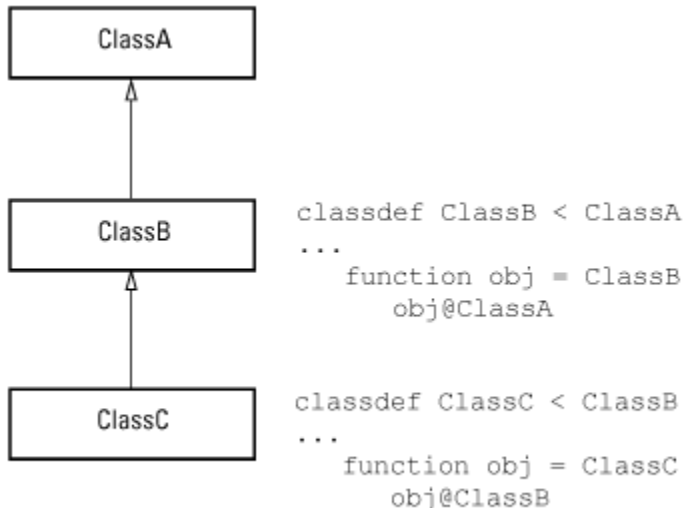 ClassA
ClassB
classdef ClassB < ClassA
...
function obj = ClassB
obj@ClassA
ClassC
classdef ClassC < ClassB
...
function obj = ClassC
obj@ClassB